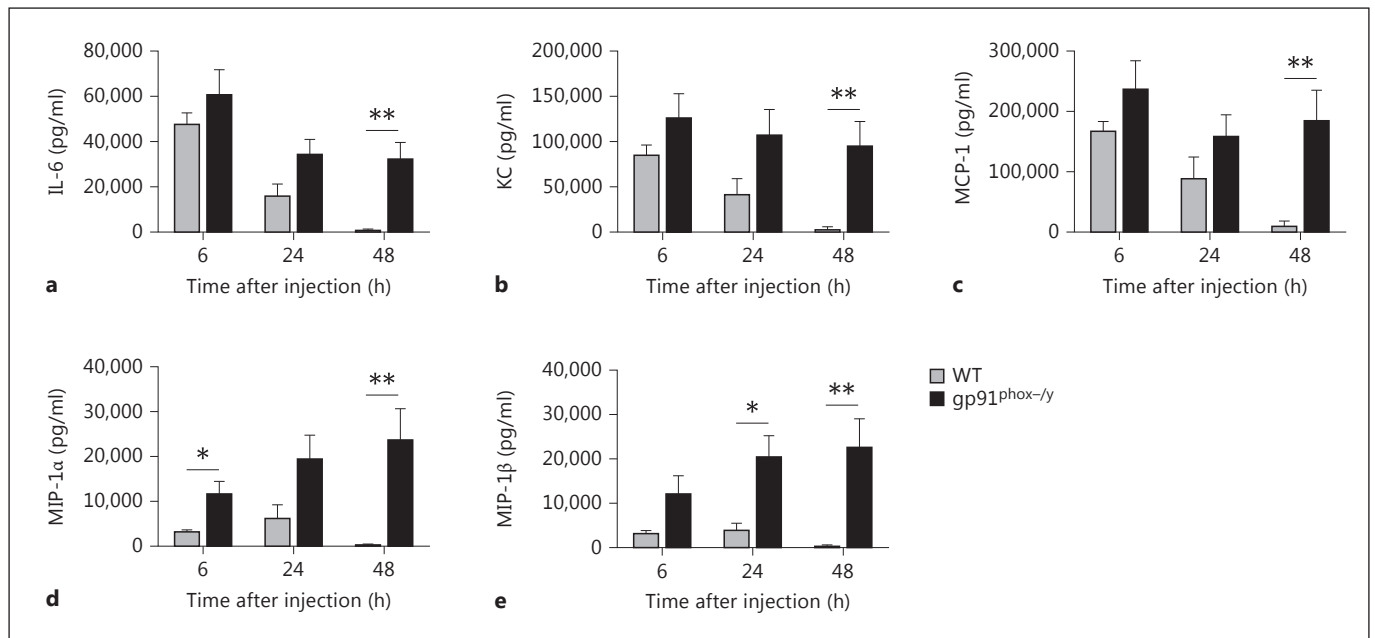 80,000
60,000
40,000
20,000
0
IL-6 (pg/ml)
**
6 24 48
a Time after injection (h)
200,000
150,000
100,000
50,000
0
KC (pg/ml)
**
6 24 48
b Time after injection (h)
300,000
200,000
100,000
0
MCP-1 (pg/ml)
**
6 24 48
c Time after injection (h)
40,000
30,000
20,000
10,000
0
MIP-1α (pg/ml)
*
**
6 24 48
d Time after injection (h)
40,000
30,000
20,000
10,000
0
MIP-1β (pg/ml)
*
**
6 24 48
e Time after injection (h)
WT
gp91phox–/y